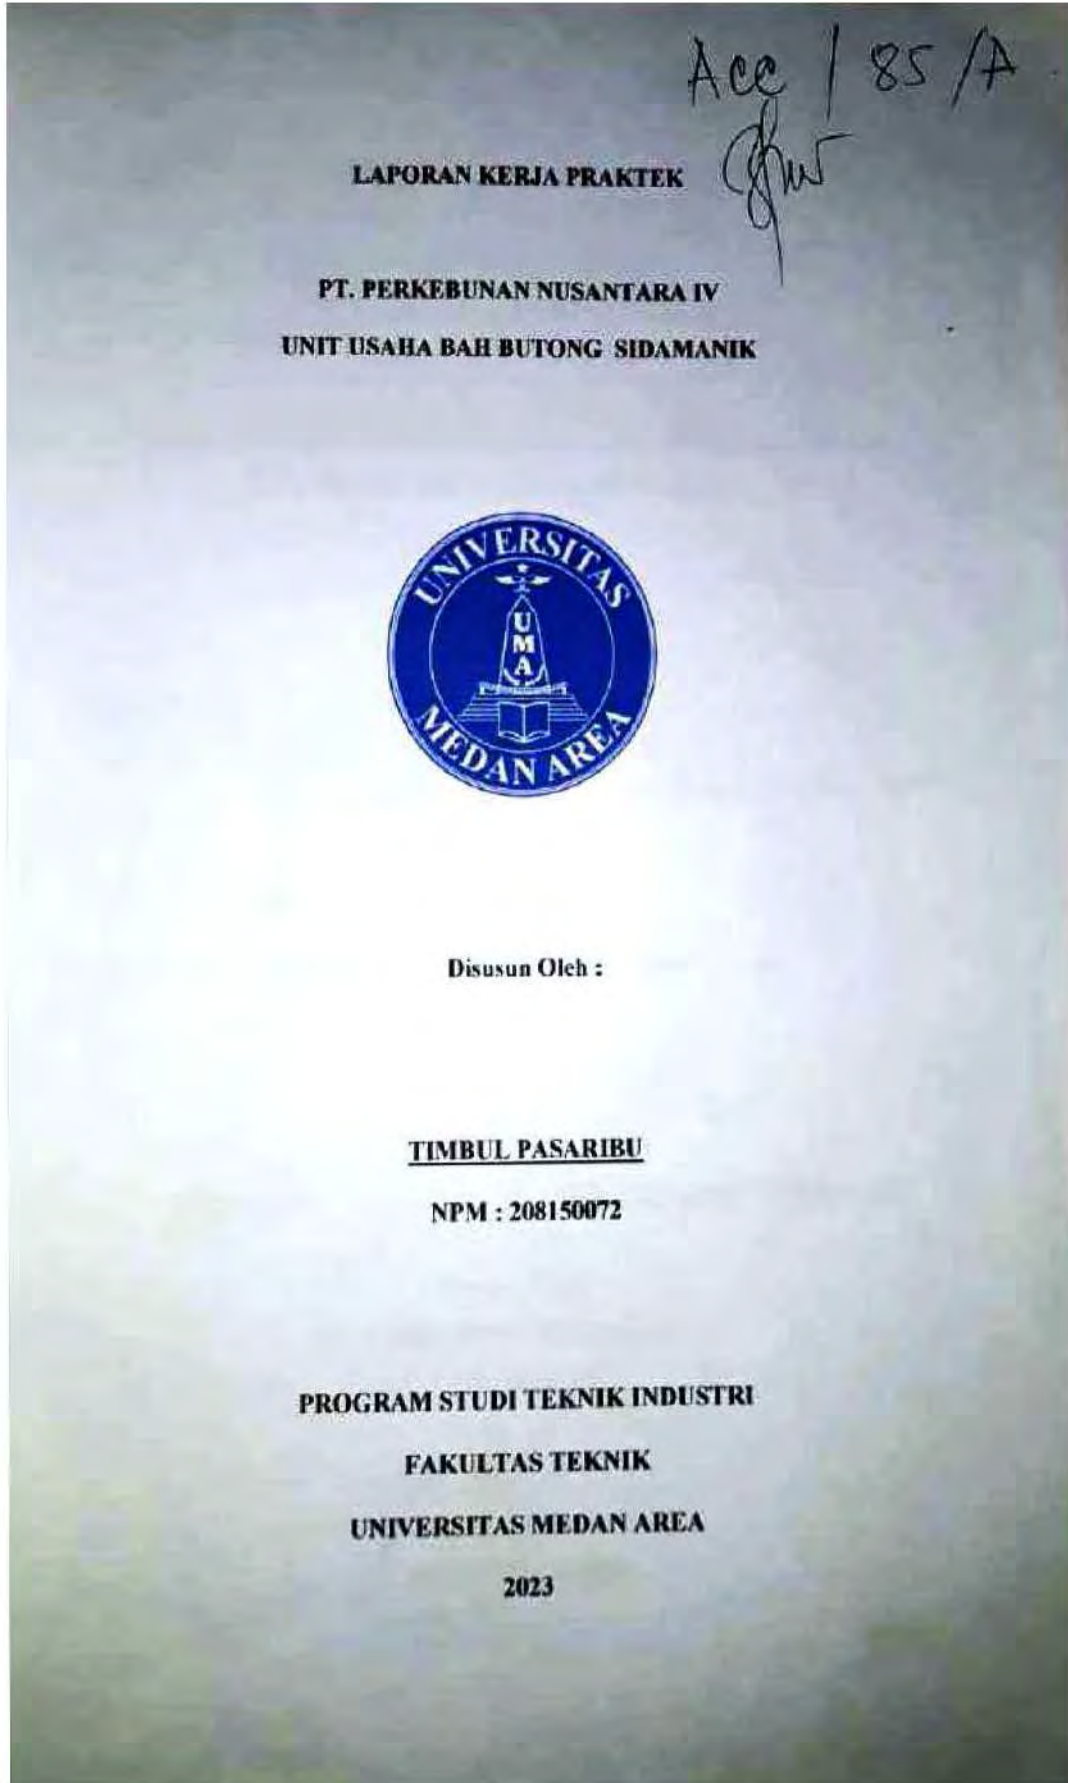 Acc / 85 /A
LAPORAN KERJA PRAKTEK
PT. PERKEBUNAN NUSANTARA IV
UNIT USAHA BAH BUTONG SIDAMANIK
UNIVERSITAS
UMA
MEDAN AREA
Disusun Oleh :
TIMBUL PASARIBU
NPM : 208150072
PROGRAM STUDI TEKNIK INDUSTRI
FAKULTAS TEKNIK
UNIVERSITAS MEDAN AREA
2023